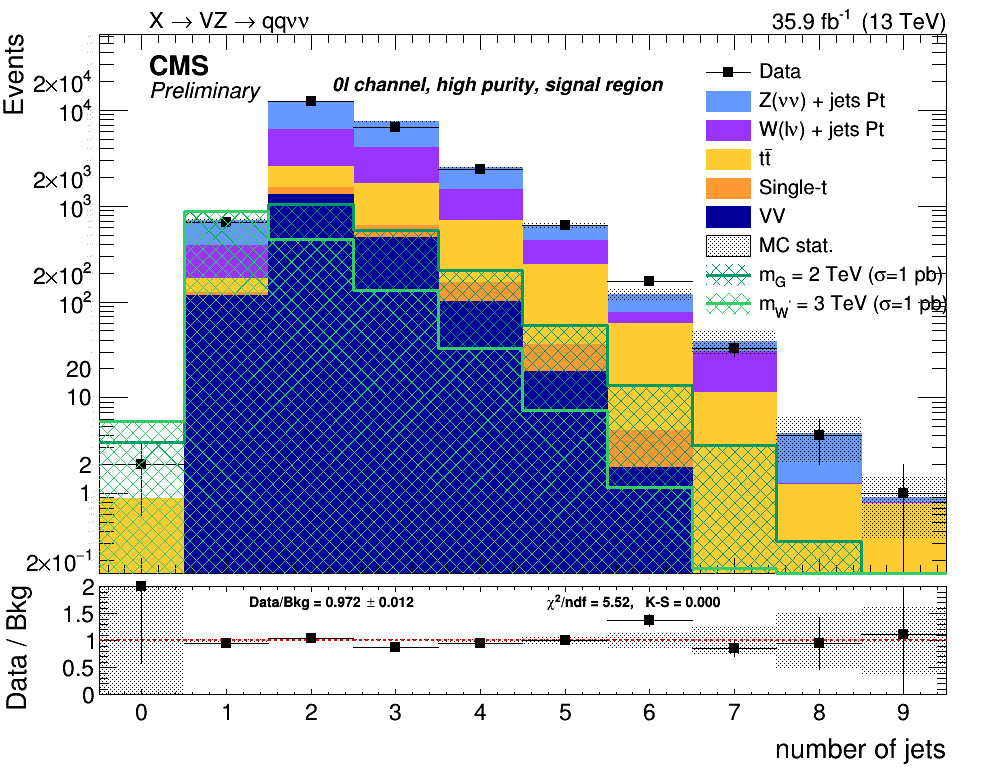 X → VZ → qqνν
35.9 fb⁻¹ (13 TeV)
Events
CMS
Preliminary
0l channel, high purity, signal region
Data
Z(νν) + jets Pt
W(lν) + jets Pt
tt̄
Single-t
VV
MC stat.
m_G = 2 TeV (σ=1 pb)
m_W' = 3 TeV (σ=1 pb)
2×10⁴
10⁴
2×10³
10³
2×10²
10²
20
10
2
1
2×10⁻¹
Data / Bkg
Data/Bkg = 0.972 ± 0.012
χ²/ndf = 5.52, K-S = 0.000
2
1.5
1
0.5
0
0 1 2 3 4 5 6 7 8 9
number of jets